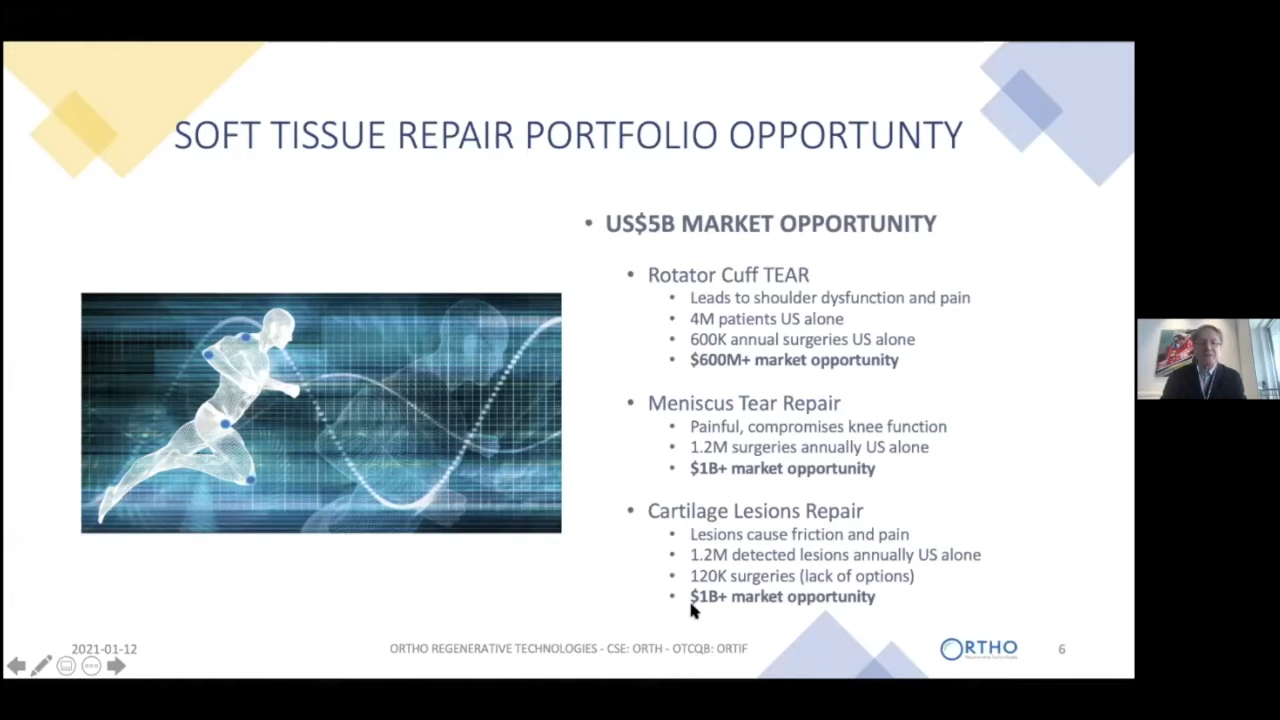 SOFT TISSUE REPAIR PORTFOLIO OPPORTUNTY
• US$5B MARKET OPPORTUNITY
• Rotator Cuff TEAR
• Leads to shoulder dysfunction and pain
• 4M patients US alone
• 600K annual surgeries US alone
• $600M+ market opportunity
• Meniscus Tear Repair
• Painful, compromises knee function
• 1.2M surgeries annually US alone
• $1B+ market opportunity
• Cartilage Lesions Repair
• Lesions cause friction and pain
• 1.2M detected lesions annually US alone
• 120K surgeries (lack of options)
• $1B+ market opportunity
2021-01-12
ORTHO REGENERATIVE TECHNOLOGIES - CSE: ORTH - OTCQB: ORTIF
ORTHO
6